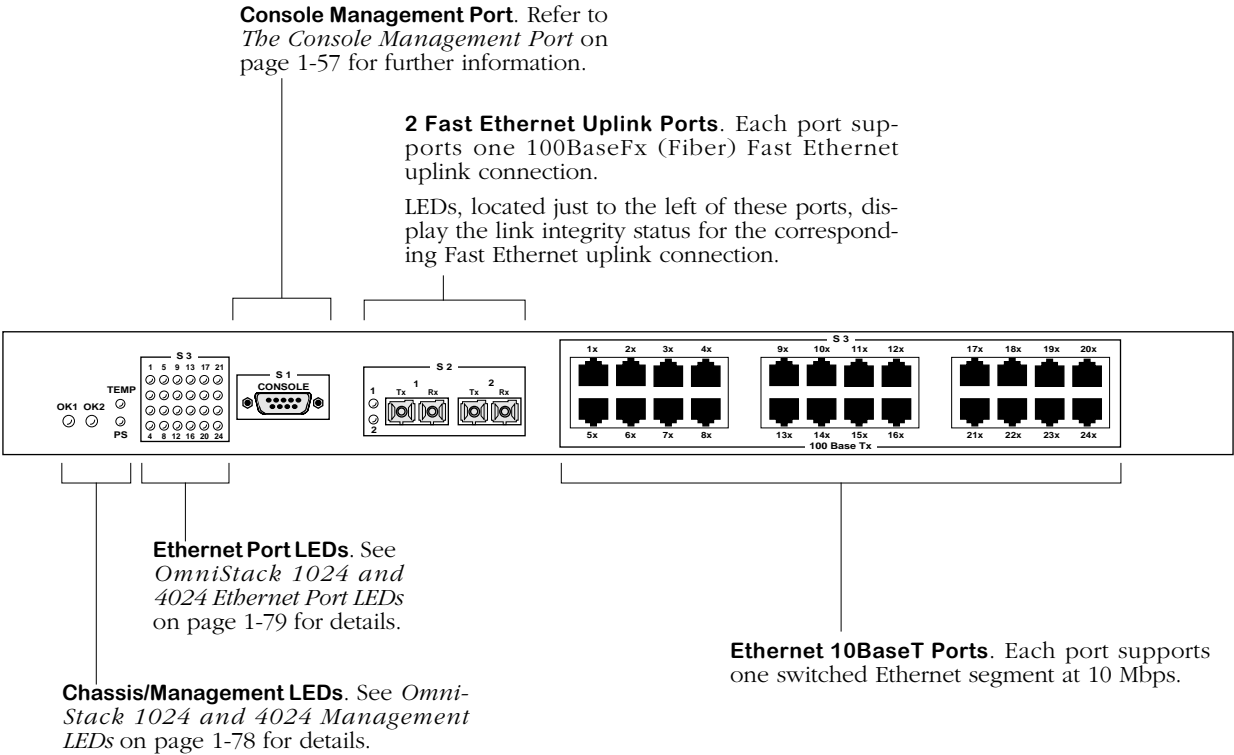 Console Management Port. Refer to
The Console Management Port on
page 1-57 for further information.
2 Fast Ethernet Uplink Ports. Each port sup-
ports one 100BaseFx (Fiber) Fast Ethernet
uplink connection.
LEDs, located just to the left of these ports, dis-
play the link integrity status for the correspond-
ing Fast Ethernet uplink connection.
OK1 OK2
TEMP
PS
S 3
1 5 9 13 17 21
4 8 12 16 20 24
S 1
CONSOLE
S 2
1
2
1 2
Tx Rx Tx Rx
S 3
1x 2x 3x 4x 9x 10x 11x 12x 17x 18x 19x 20x
5x 6x 7x 8x 13x 14x 15x 16x 21x 22x 23x 24x
100 Base Tx
Ethernet Port LEDs. See
OmniStack 1024 and
4024 Ethernet Port LEDs
on page 1-79 for details.
Ethernet 10BaseT Ports. Each port supports
one switched Ethernet segment at 10 Mbps.
Chassis/Management LEDs. See Omni-
Stack 1024 and 4024 Management
LEDs on page 1-78 for details.